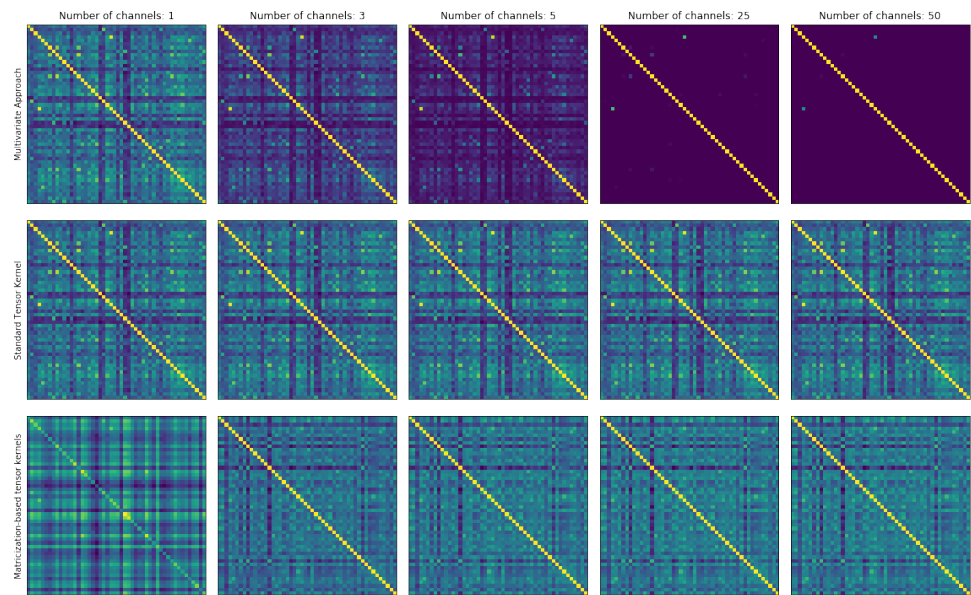 Number of channels: 1
Number of channels: 3
Number of channels: 5
Number of channels: 25
Number of channels: 50
Multivariate Approach
Standard Tensor Kernel
Matricization-based tensor kernels